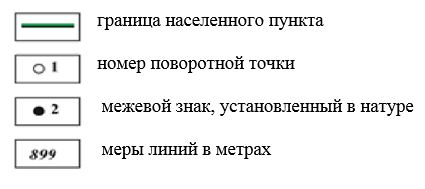 граница населенного пункта
1 номер поворотной точки
2 межевой знак, установленный в натуре
899 меры линий в метрах